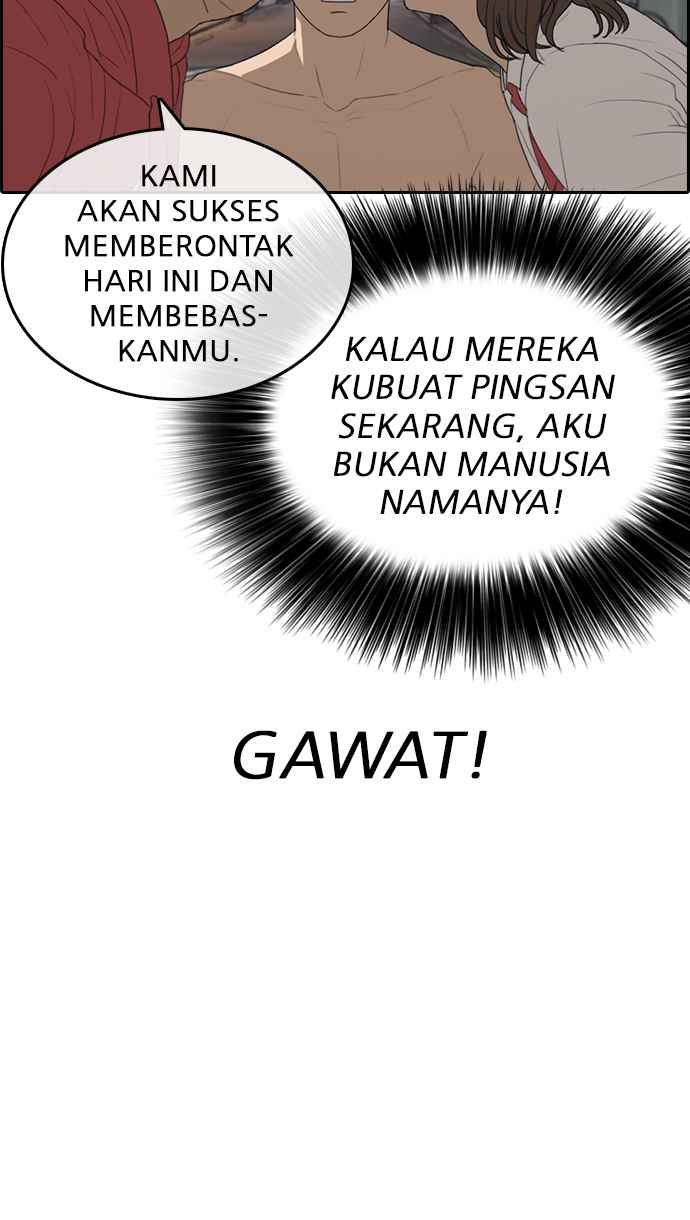 KAMI
AKAN SUKSES
MEMBERONTAK
HARI INI DAN
MEMBEBAS-
KANMU.
KALAU MEREKA
KUBUAT PINGSAN
SEKARANG, AKU
BUKAN MANUSIA
NAMANYA!
GAWAT!